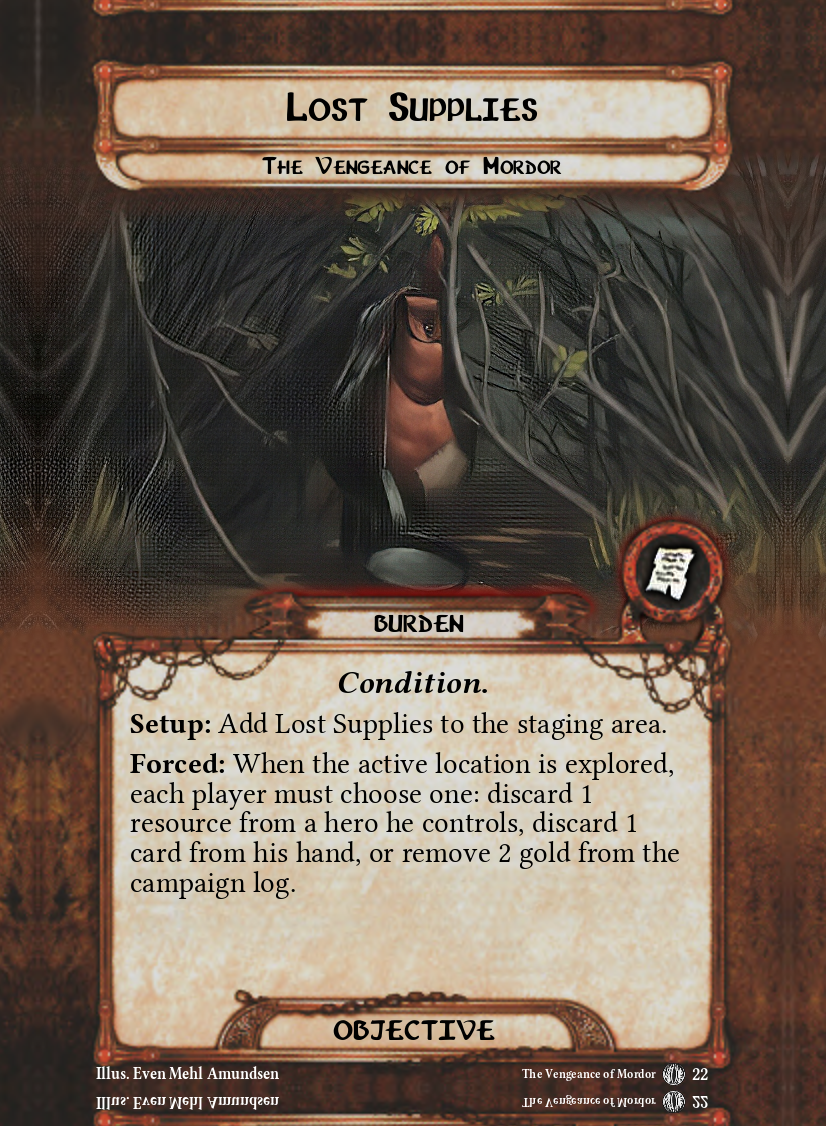 Lost Supplies
The Vengeance of Mordor
BURDEN
Condition.
Setup: Add Lost Supplies to the staging area.
Forced: When the active location is explored,
each player must choose one: discard 1
resource from a hero he controls, discard 1
card from his hand, or remove 2 gold from the
campaign log.
OBJECTIVE
Illus. Even Mehl Amundsen
The Vengeance of Mordor 22
Illus. Even Mehl Amundsen
The Vengeance of Mordor 22